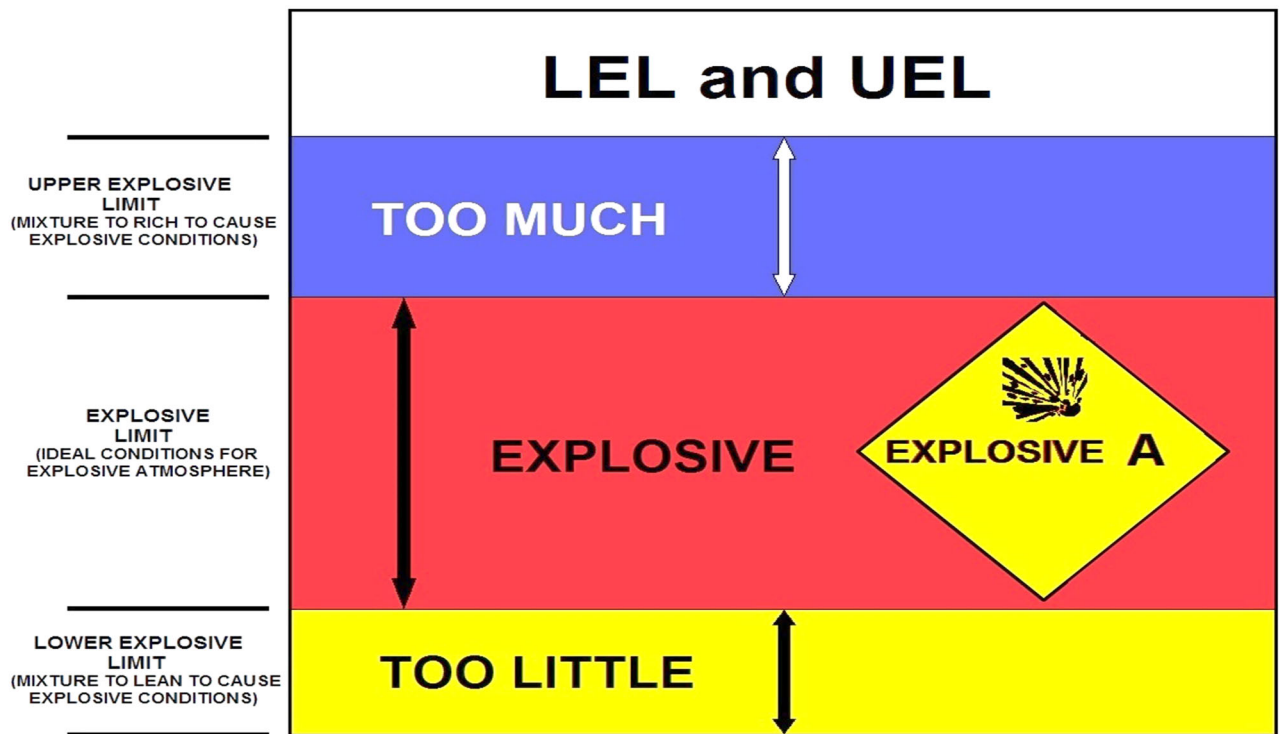 LEL and UEL
UPPER EXPLOSIVE
LIMIT
(MIXTURE TO RICH TO CAUSE
EXPLOSIVE CONDITIONS)
TOO MUCH
EXPLOSIVE
LIMIT
(IDEAL CONDITIONS FOR
EXPLOSIVE ATMOSPHERE)
EXPLOSIVE
EXPLOSIVE A
LOWER EXPLOSIVE
LIMIT
(MIXTURE TO LEAN TO CAUSE
EXPLOSIVE CONDITIONS)
TOO LITTLE